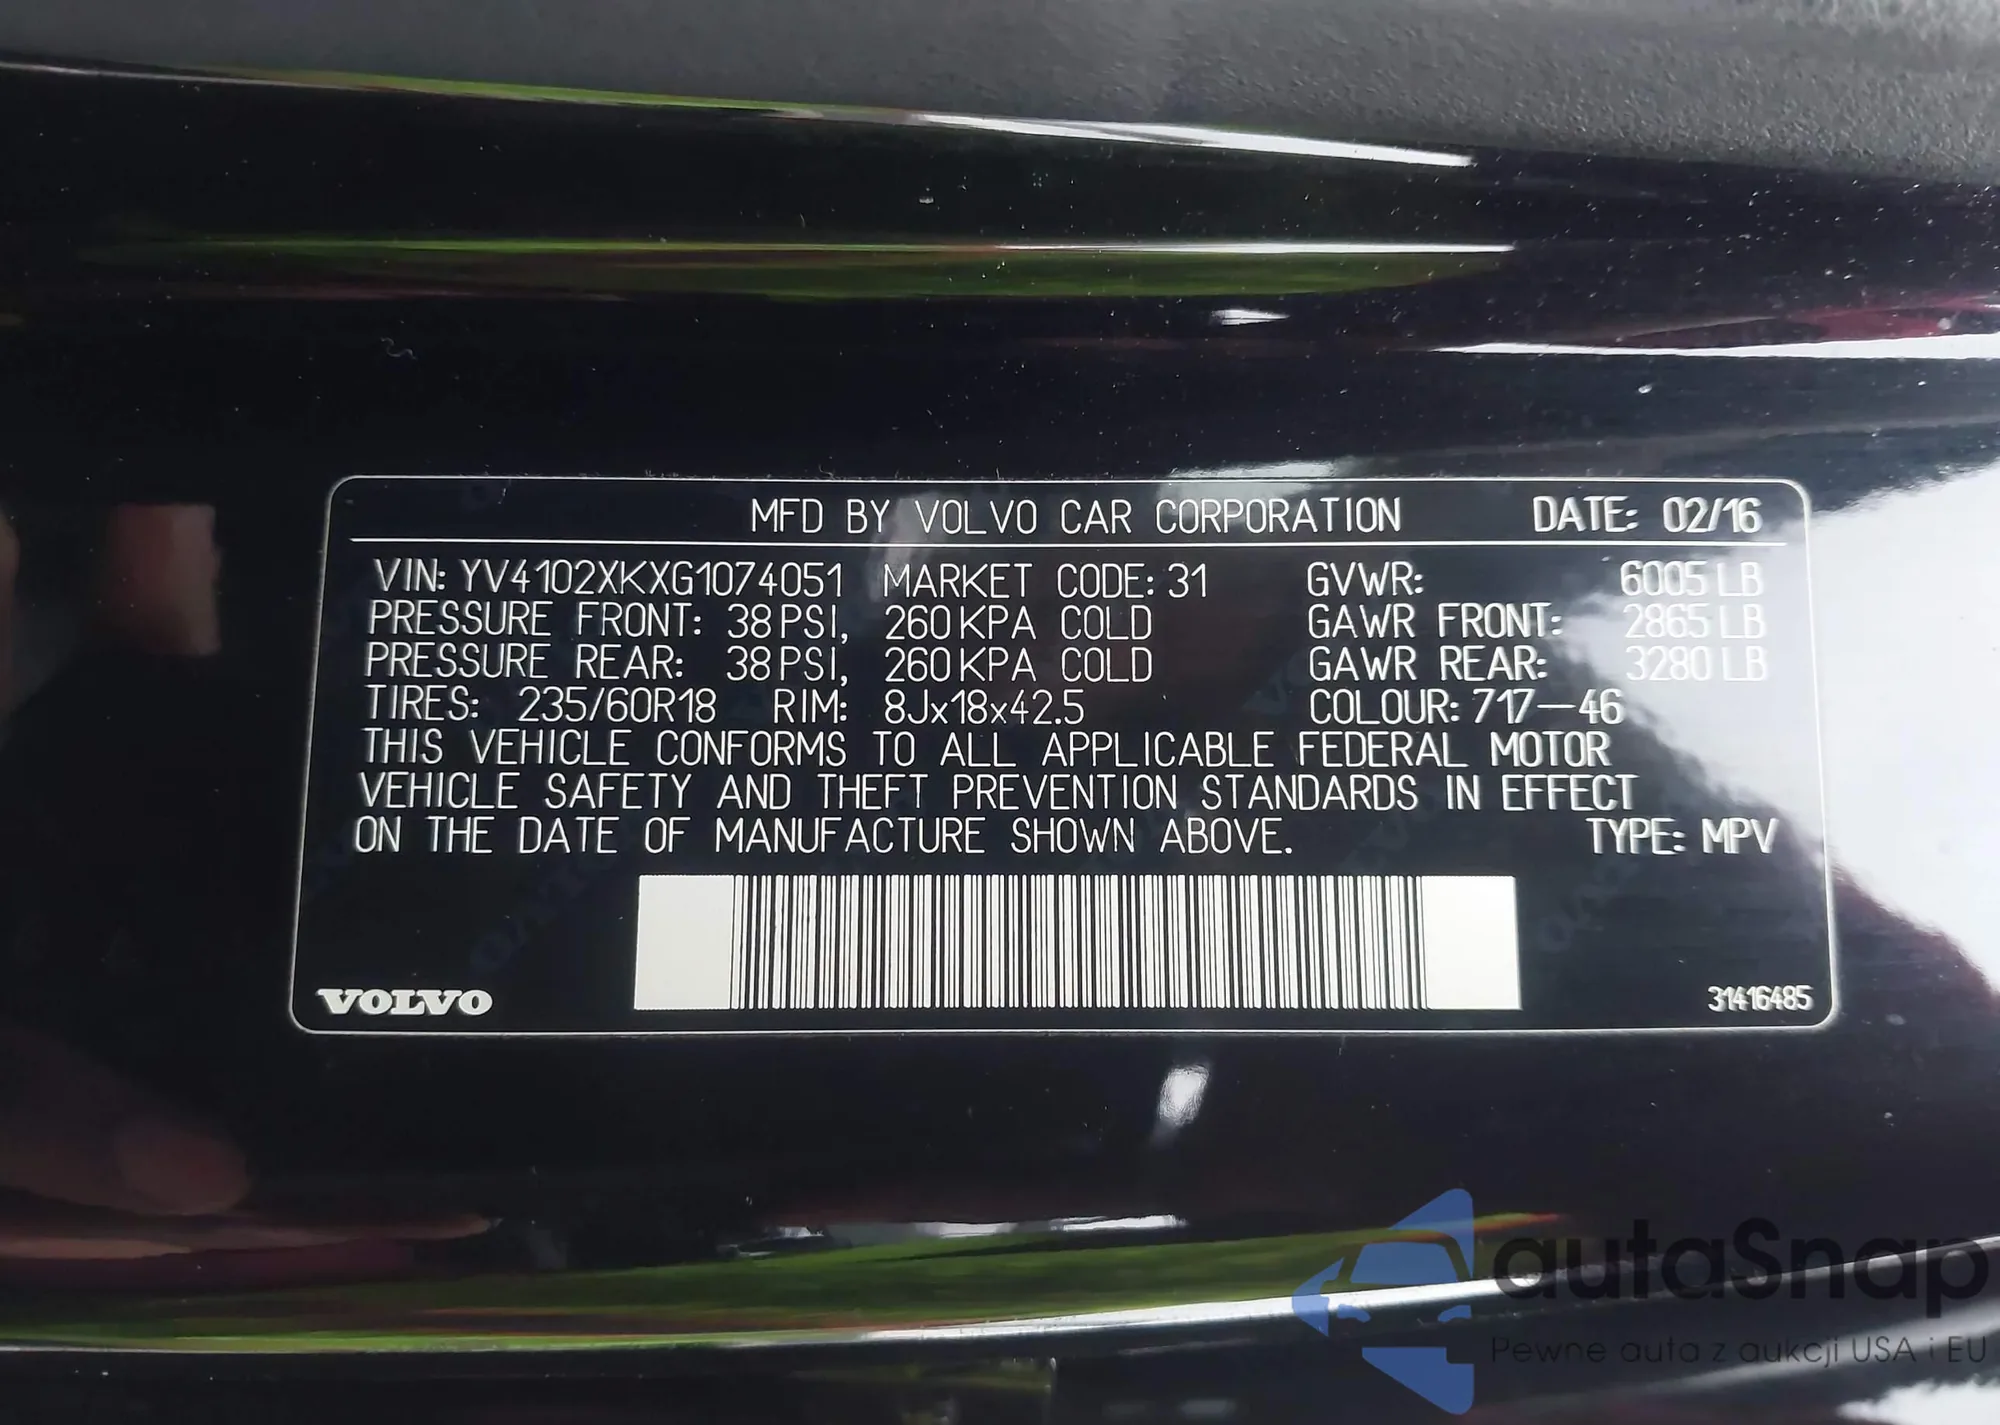 MFD BY VOLVO CAR CORPORATION DATE: 02/16
VIN: YV4102XKXG1074051 MARKET CODE: 31 GVWR: 6005 LB
PRESSURE FRONT: 38 PSI, 260 KPA COLD GAWR FRONT: 2865 LB
PRESSURE REAR: 38 PSI, 260 KPA COLD GAWR REAR: 3280 LB
TIRES: 235/60R18 RIM: 8Jx18x42.5 COLOUR: 717-46
THIS VEHICLE CONFORMS TO ALL APPLICABLE FEDERAL MOTOR
VEHICLE SAFETY AND THEFT PREVENTION STANDARDS IN EFFECT
ON THE DATE OF MANUFACTURE SHOWN ABOVE. TYPE: MPV
VOLVO 31416485
autaSnap
Pewne auta z aukcji USA i EU